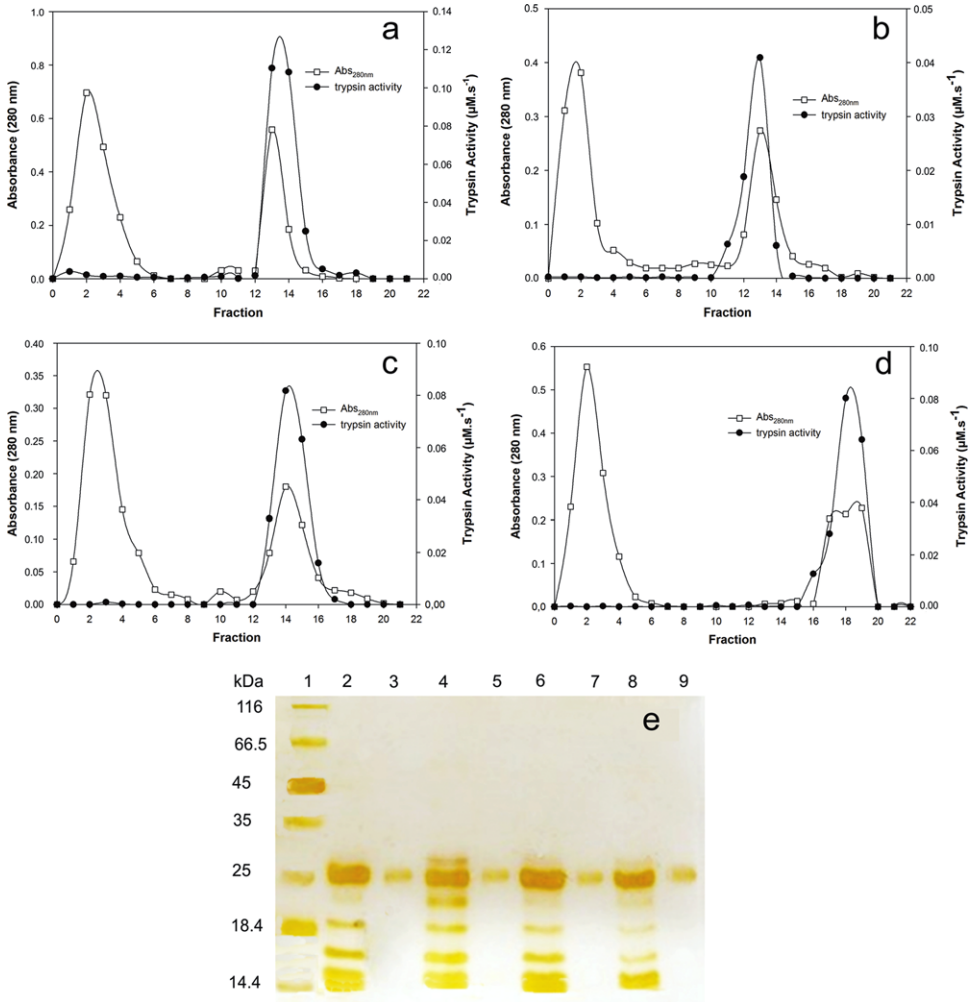 a
Absorbance (280 nm)
1.0
0.8
0.6
0.4
0.2
0.0
0 2 4 6 8 10 12 14 16 18 20 22
Fraction
0.14
0.12
0.10
0.08
0.06
0.04
0.02
0.00
Trypsin Activity (µM.s⁻¹)
Abs280nm
trypsin activity
b
Absorbance (280 nm)
0.5
0.4
0.3
0.2
0.1
0.0
0 2 4 6 8 10 12 14 16 18 20 22
Fraction
0.05
0.04
0.03
0.02
0.01
0.00
Trypsin Activity (µM.s⁻¹)
Abs280nm
trypsin activity
c
Absorbance (280 nm)
0.40
0.35
0.30
0.25
0.20
0.15
0.10
0.05
0.00
0 2 4 6 8 10 12 14 16 18 20 22
Fraction
0.10
0.08
0.06
0.04
0.02
0,00
Trypsin Activity (µM.s⁻¹)
Abs280nm
trypsin activity
d
Absorbance (280 nm)
0.6
0.5
0.4
0.3
0.2
0.1
0,0
0 2 4 6 8 10 12 14 16 18 20 22
Fraction
0.10
0.08
0.06
0.04
0.02
0.00
Trypsin Activity (µM.s⁻¹)
Abs280nm
trypsin activity
kDa 1 2 3 4 5 6 7 8 9
e
116
66.5
45
35
25
18.4
14.4